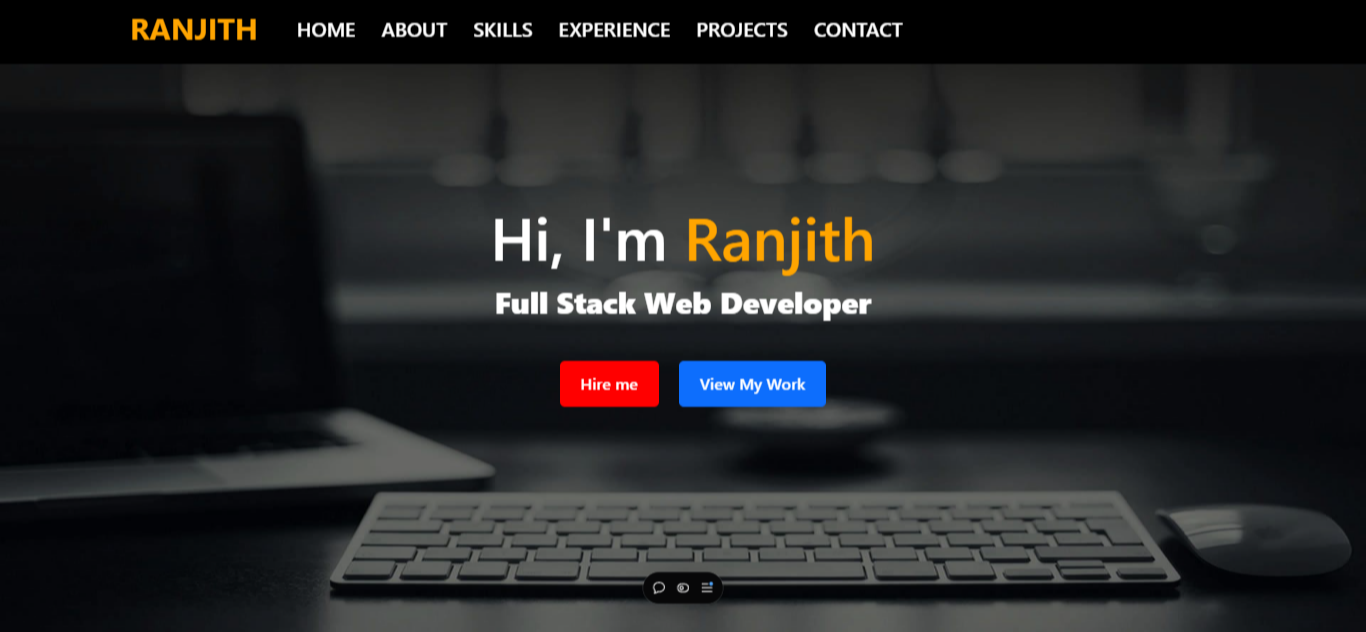 RANJITH HOME ABOUT SKILLS EXPERIENCE PROJECTS CONTACT
Hi, I'm Ranjith
Full Stack Web Developer
Hire me View My Work